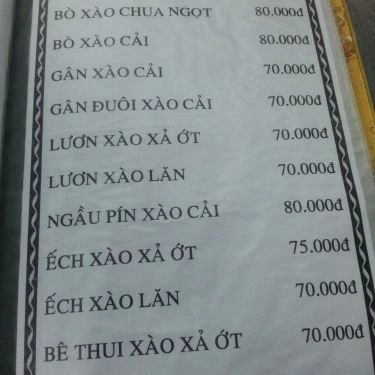 BÒ XÀO CHUA NGỌT 80.000đ
BÒ XÀO CẢI 80.000đ
GÂN XÀO CẢI 70.000đ
GÂN ĐUÔI XÀO CẢI 70.000đ
LƯƠN XÀO XẢ ỚT 70.000đ
LƯƠN XÀO LĂN 70.000đ
NGẦU PÍN XÀO CẢI 80.000đ
ẾCH XÀO XẢ ỚT 75.000đ
ẾCH XÀO LĂN 70.000đ
BÊ THUI XÀO XẢ ỚT 70.000đ